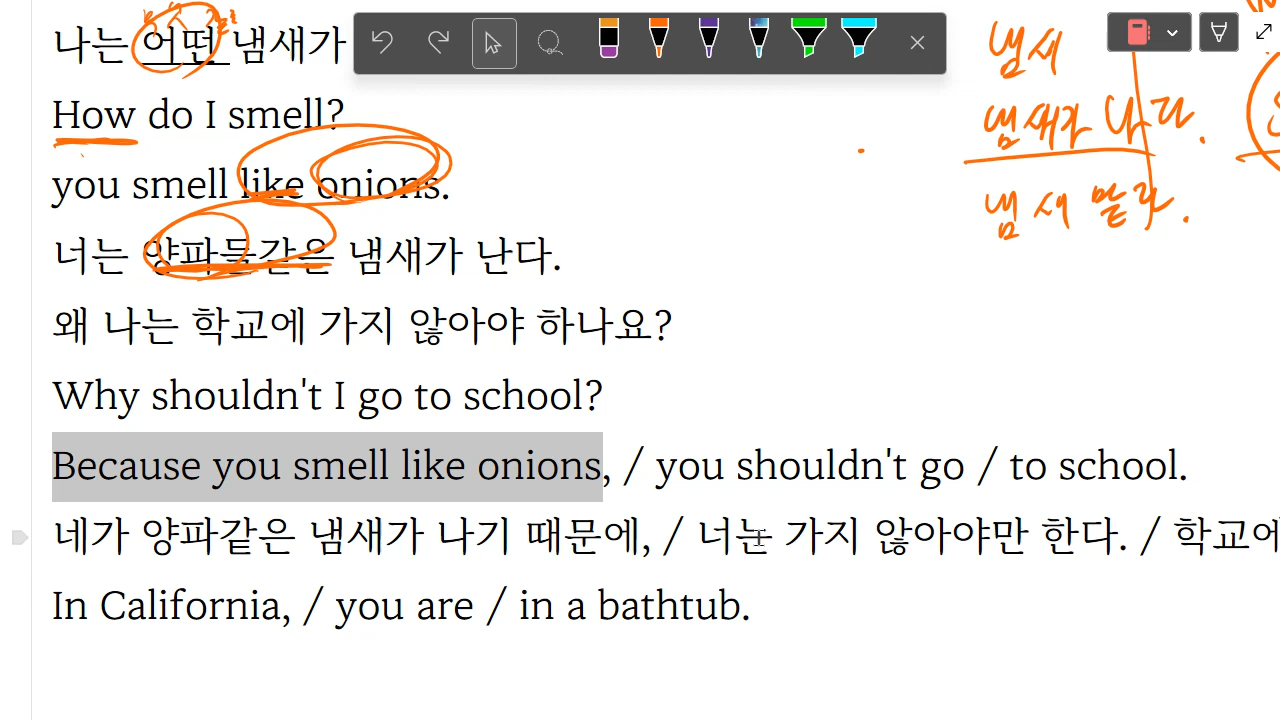 나는 어떤 냄새가
How do I smell?
you smell like onions.
너는 양파들같은 냄새가 난다.
왜 나는 학교에 가지 않아야 하나요?
Why shouldn't I go to school?
Because you smell like onions, / you shouldn't go / to school.
네가 양파같은 냄새가 나기 때문에, / 너는 가지 않아야만 한다. / 학교에
In California, / you are / in a bathtub.
냄새
냄새가 나다.
냄새 맡다.